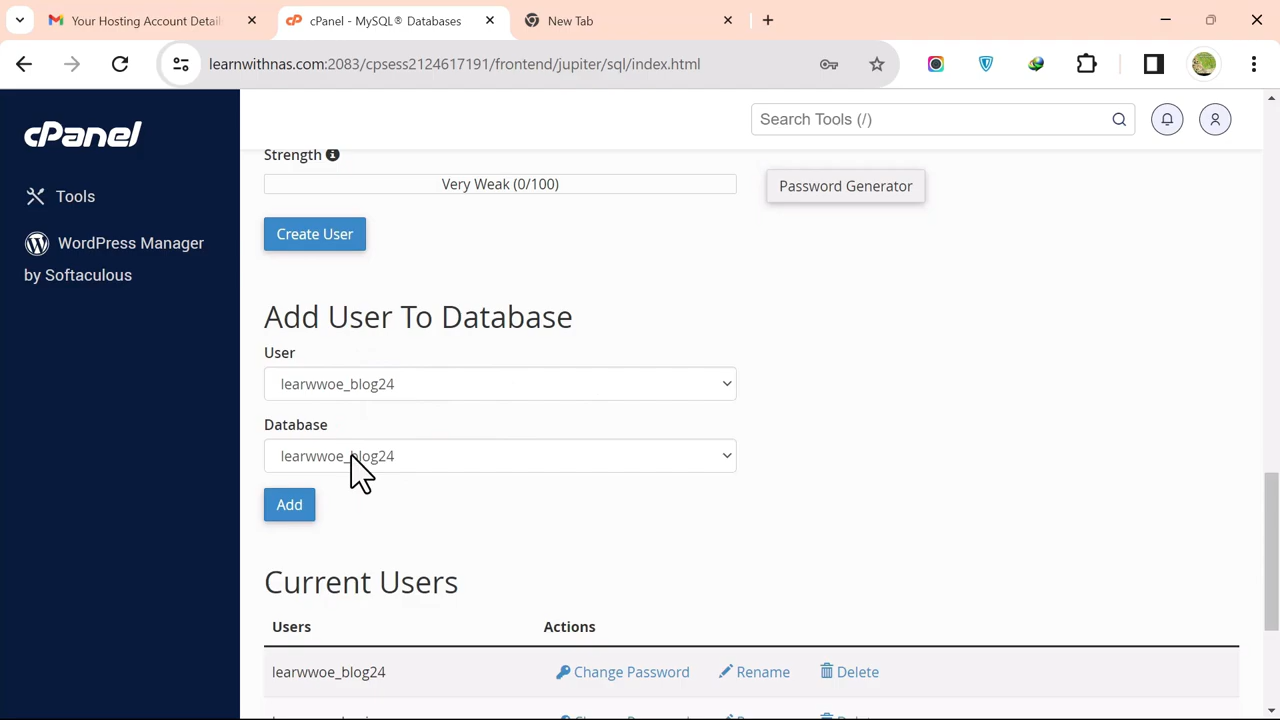 Your Hosting Account Detail
cPanel - MySQL® Databases
New Tab
learnwithnas.com:2083/cpsess2124617191/frontend/jupiter/sql/index.html
cPanel
Search Tools (/)
Tools
WordPress Manager
by Softaculous
Strength
Very Weak (0/100)
Password Generator
Create User
Add User To Database
User
learwwoe_blog24
Database
learwwoe_blog24
Add
Current Users
Users Actions
learwwoe_blog24 Change Password Rename Delete